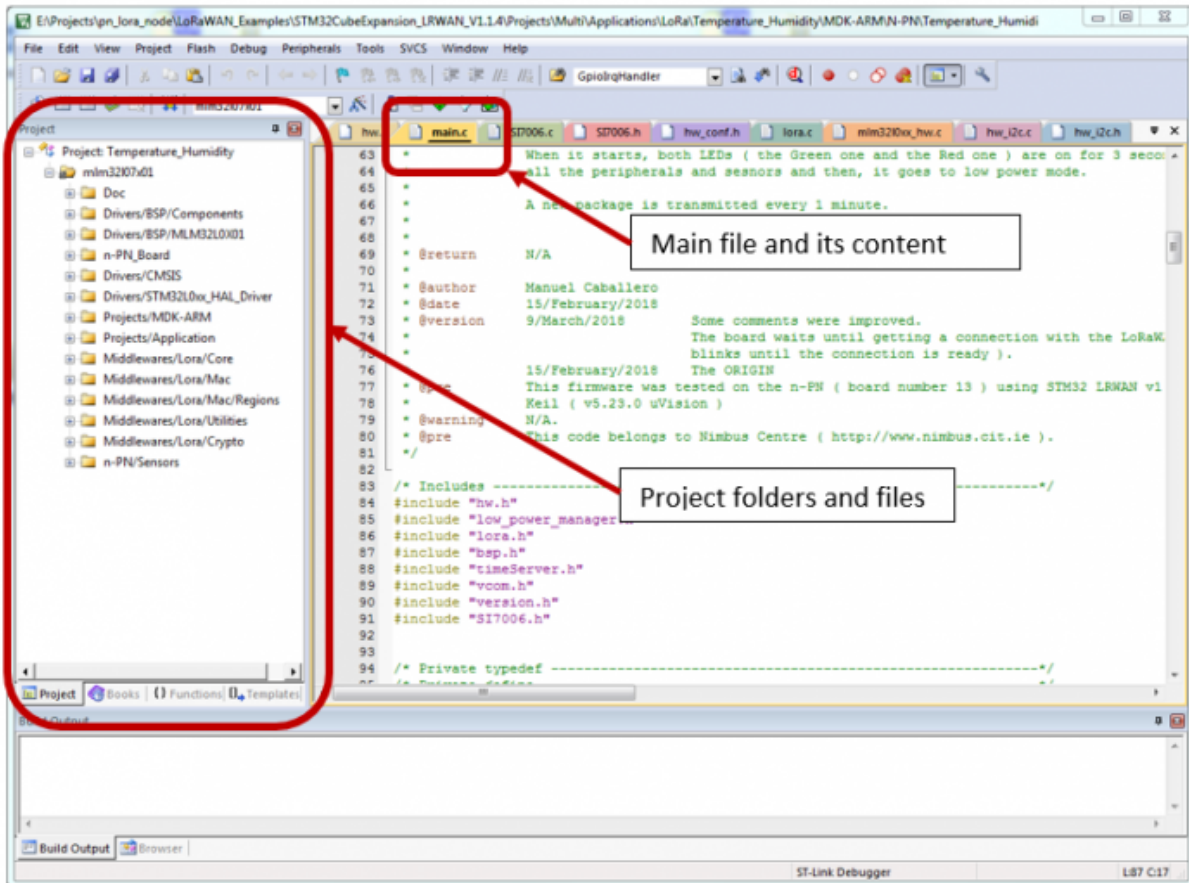 E:\Projects\pn_lora_node\LoRaWAN_Examples\STM32CubeExpansion_LRWAN_V1.1.4\Projects\Multi\Applications\LoRa\Temperature_Humidity\MDK-ARM\N-PN\Temperature_Humidi
File Edit View Project Flash Debug Peripherals Tools SVCS Window Help
GpioIrqHandler
mlm32l07x01
Project
hw. main.c SI7006.c SI7006.h hw_conf.h lora.c mlm32l0xx_hw.c hw_i2c.c hw_i2c.h
Project: Temperature_Humidity
mlm32l07x01
Doc
Drivers/BSP/Components
Drivers/BSP/MLM32L0X01
n-PN_Board
Drivers/CMSIS
Drivers/STM32L0xx_HAL_Driver
Projects/MDK-ARM
Projects/Application
Middlewares/Lora/Core
Middlewares/Lora/Mac
Middlewares/Lora/Mac/Regions
Middlewares/Lora/Utilities
Middlewares/Lora/Crypto
n-PN/Sensors
Project Books {} Functions Templates
63 * When it starts, both LEDs ( the Green one and the Red one ) are on for 3 seco
64 * all the peripherals and sesnors and then, it goes to low power mode.
65 *
66 * A new package is transmitted every 1 minute.
67 *
68 *
69 * @return N/A
70 *
71 * @author Manuel Caballero
72 * @date 15/February/2018
73 * @version 9/March/2018 Some comments were improved.
74 * The board waits until getting a connection with the LoRaW
75 * blinks until the connection is ready ).
76 15/February/2018 The ORIGIN
77 * @pre This firmware was tested on the n-PN ( board number 13 ) using STM32 LRWAN v1
78 * Keil ( v5.23.0 uVision )
79 * @warning N/A.
80 * @pre This code belongs to Nimbus Centre ( http://www.nimbus.cit.ie ).
81 */
82
83 /* Includes ------------------------------------------------------------------*/
84 #include "hw.h"
85 #include "low_power_manager.h"
86 #include "lora.h"
87 #include "bsp.h"
88 #include "timeServer.h"
89 #include "vcom.h"
90 #include "version.h"
91 #include "SI7006.h"
92
93
94 /* Private typedef -----------------------------------------------------------*/
95 /* Private define
Main file and its content
Project folders and files
Build Output
Build Output Browser
ST-Link Debugger L:87 C:17